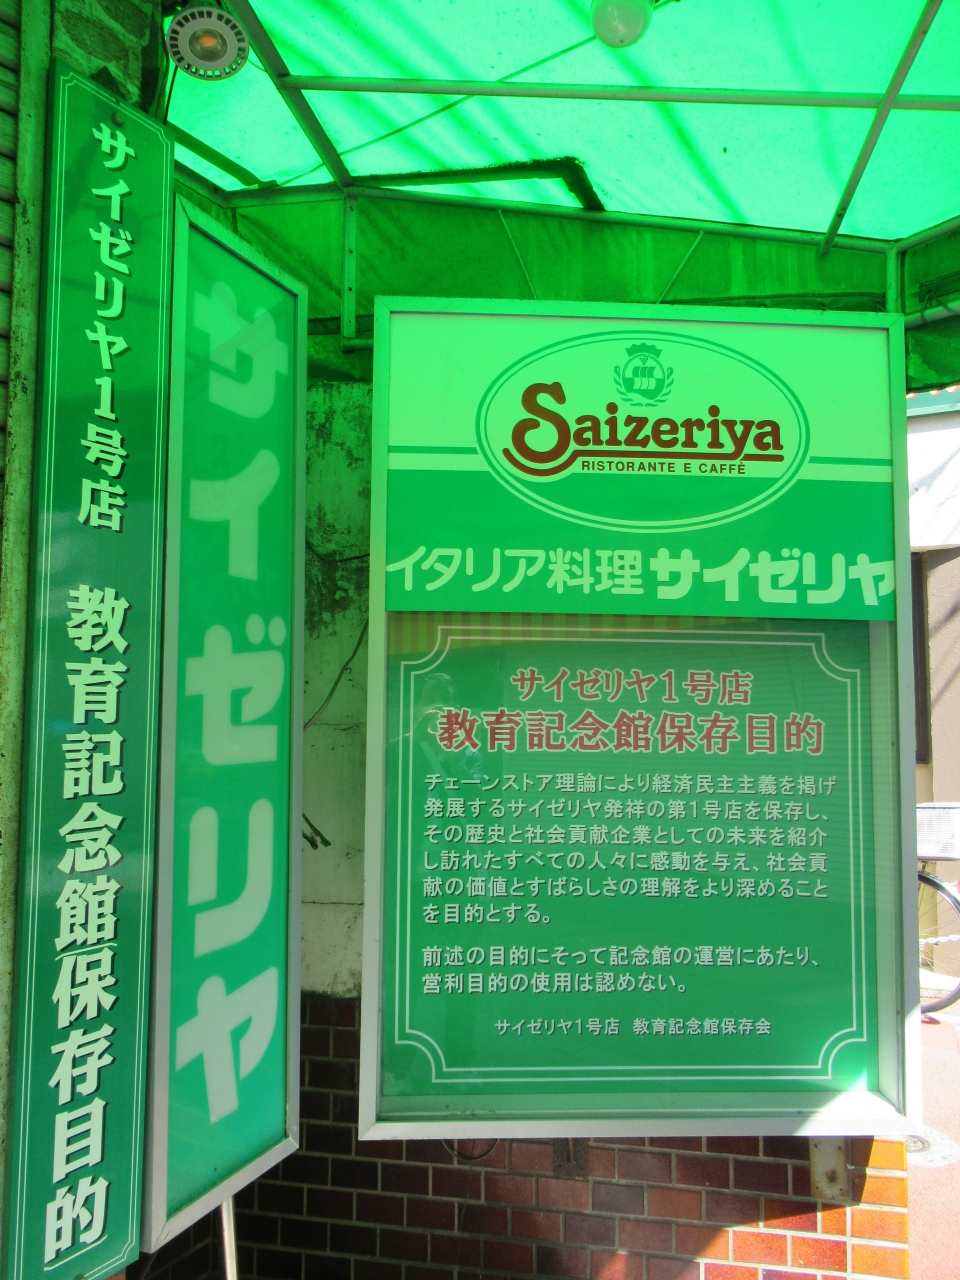 サイゼリヤ1号店 教育記念館保存目的
サイゼリヤ
Saizeriya
RISTORANTE E CAFFÈ
イタリア料理 サイゼリヤ
サイゼリヤ1号店
教育記念館保存目的
チェーンストア理論により経済民主主義を掲げ
発展するサイゼリヤ発祥の第1号店を保存し、
その歴史と社会貢献企業としての未来を紹介
し訪れたすべての人々に感動を与え、社会貢
献の価値とすばらしさの理解をより深めること
を目的とする。
前述の目的にそって記念館の運営にあたり、
営利目的の使用は認めない。
サイゼリヤ1号店 教育記念館保存会